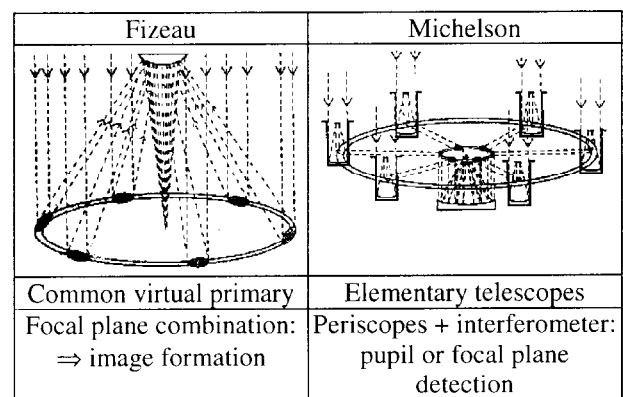 Fizeau
Michelson
Common virtual primary
Elementary telescopes
Focal plane combination:
⇒ image formation
Periscopes + interferometer:
pupil or focal plane
detection